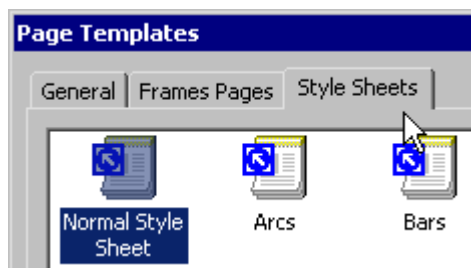 Page Templates
General Frames Pages Style Sheets
Normal Style Sheet
Arcs
Bars